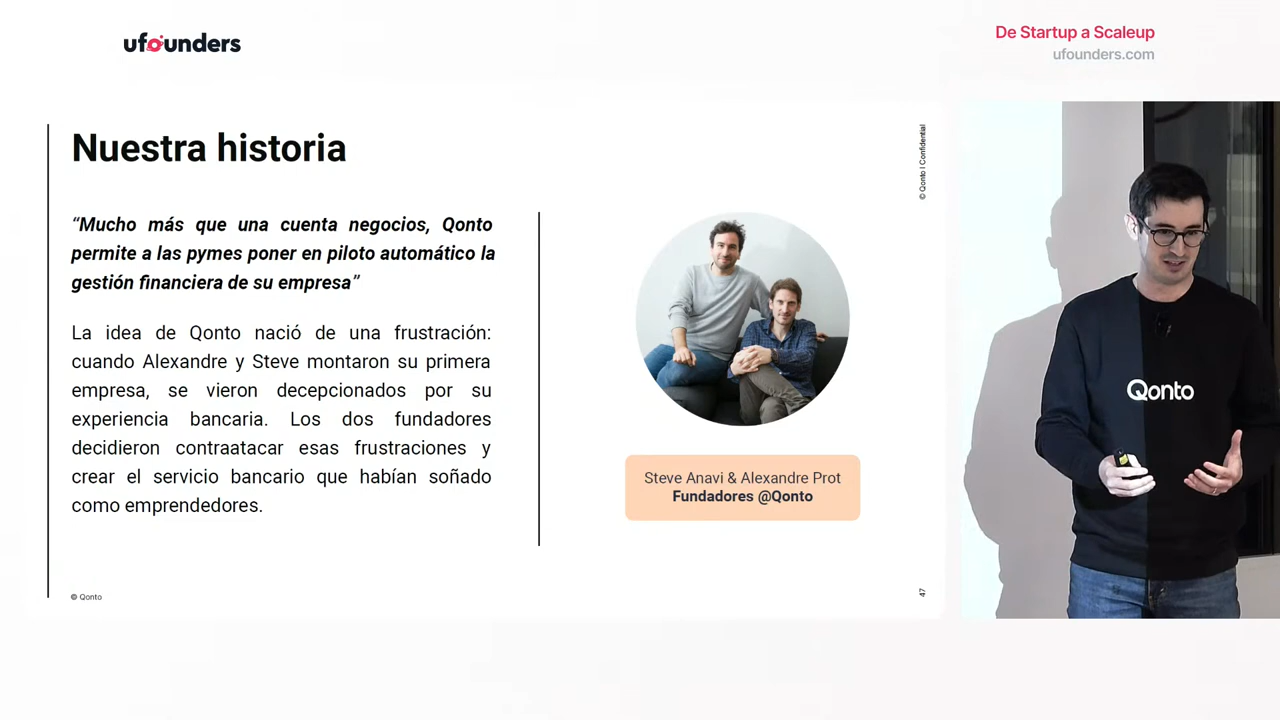 ufounders
De Startup a Scaleup
ufounders.com
Nuestra historia
“Mucho más que una cuenta negocios, Qonto
permite a las pymes poner en piloto automático la
gestión financiera de su empresa”
La idea de Qonto nació de una frustración:
cuando Alexandre y Steve montaron su primera
empresa, se vieron decepcionados por su
experiencia bancaria. Los dos fundadores
decidieron contraatacar esas frustraciones y
crear el servicio bancario que habían soñado
como emprendedores.
© Qonto
© Qonto | Confidential
Steve Anavi & Alexandre Prot
Fundadores @Qonto
47
Qonto